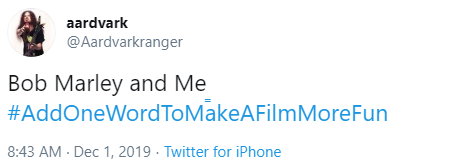 aardvark
@Aardvarkranger
Bob Marley and Me
#AddOneWordToMakeAFilmMoreFun
8:43 AM · Dec 1, 2019 · Twitter for iPhone